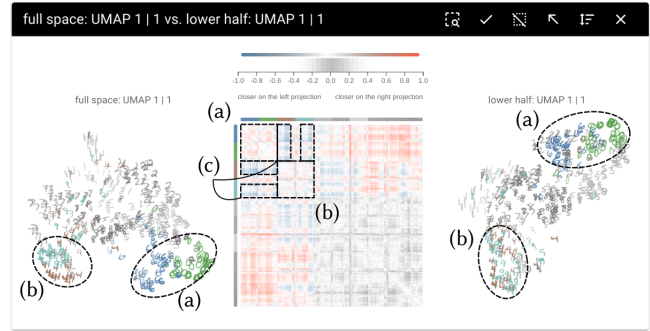 full space: UMAP 1 | 1 vs. lower half: UMAP 1 | 1
-1.0 -0.8 -0.6 -0.4 -0.2 0.0 0.2 0.4 0.6 0.8 1.0
closer on the left projection closer on the right projection
full space: UMAP 1 | 1
lower half: UMAP 1 | 1
(a)
(a)
(c)
(b)
(b)
(b)
(a)